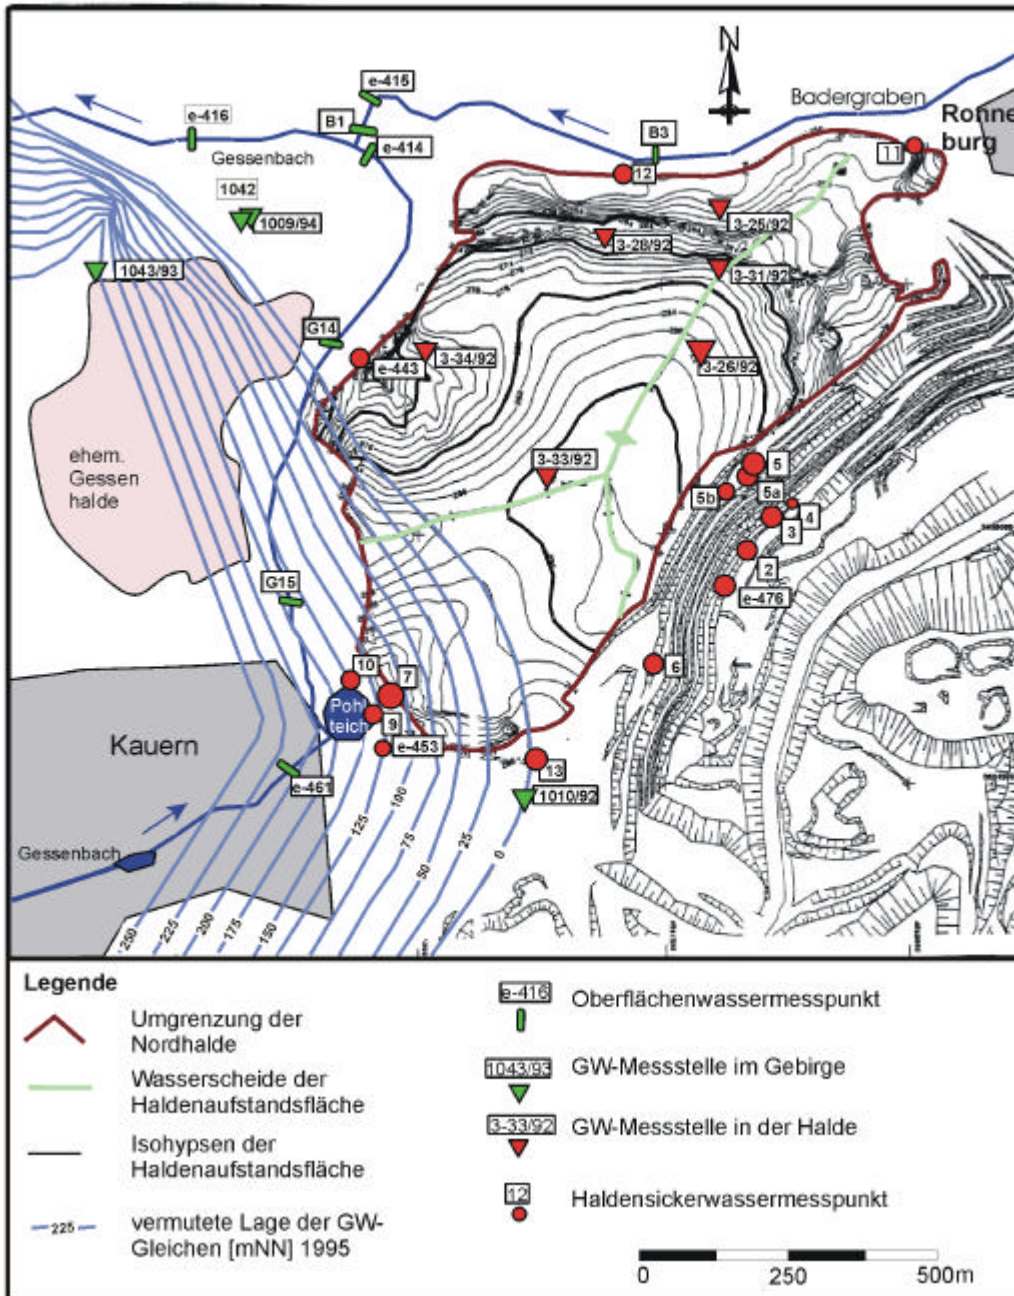 N
e-415
Badergraben
Ronne
burg
e-416
B1
e-414
B3
11
Gessenbach
12
1042
1009/94
3-25/92
3-28/92
1043/93
3-31/92
G14
3-34/92
e-443
3-26/92
ehem.
Gessen
halde
3-33/92
5
5b
5a
4
3
2
G15
e-476
10
7
6
Pohl
teich
9
Kauern
e-453
13
e-461
1010/92
100
125
75
25
50
0
Gessenbach
250
225
200
175
150
Legende
Umgrenzung der
Nordhalde
Wasserscheide der
Haldenaufstandsfläche
Isohypsen der
Haldenaufstandsfläche
225
vermutete Lage der GW-
Gleichen [mNN] 1995
e-416
Oberflächenwassermesspunkt
1043/93
GW-Messstelle im Gebirge
3-33/92
GW-Messstelle in der Halde
12
Haldensickerwassermesspunkt
0 250 500m